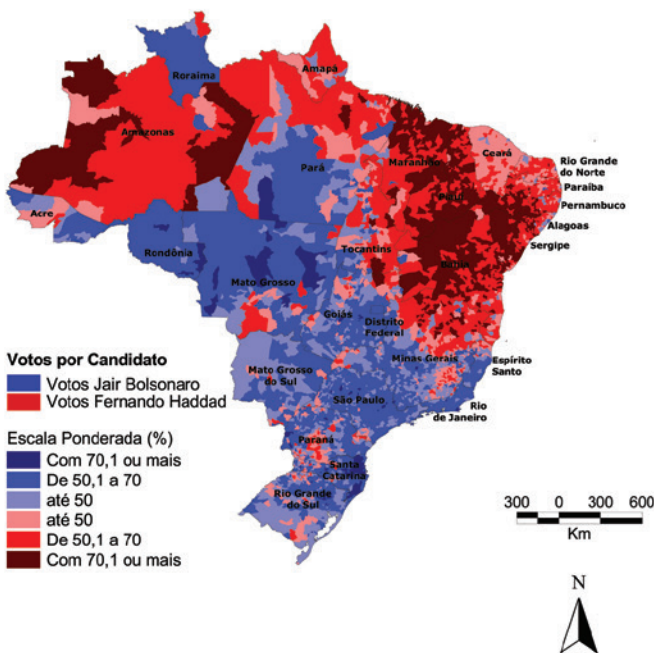 Roraima
Amapá
Amazonas
Pará
Maranhão
Ceará
Rio Grande
do Norte
Paraíba
Piauí
Pernambuco
Acre
Alagoas
Sergipe
Rondônia
Tocantins
Bahia
Mato Grosso
Goiás
Distrito
Federal
Minas Gerais
Espírito
Santo
Mato Grosso
do Sul
São Paulo
Rio
de Janeiro
Paraná
Santa
Catarina
Rio Grande
do Sul
Votos por Candidato
Votos Jair Bolsonaro
Votos Fernando Haddad
Escala Ponderada (%)
Com 70,1 ou mais
De 50,1 a 70
até 50
até 50
De 50,1 a 70
Com 70,1 ou mais
300 0 300 600
Km
N